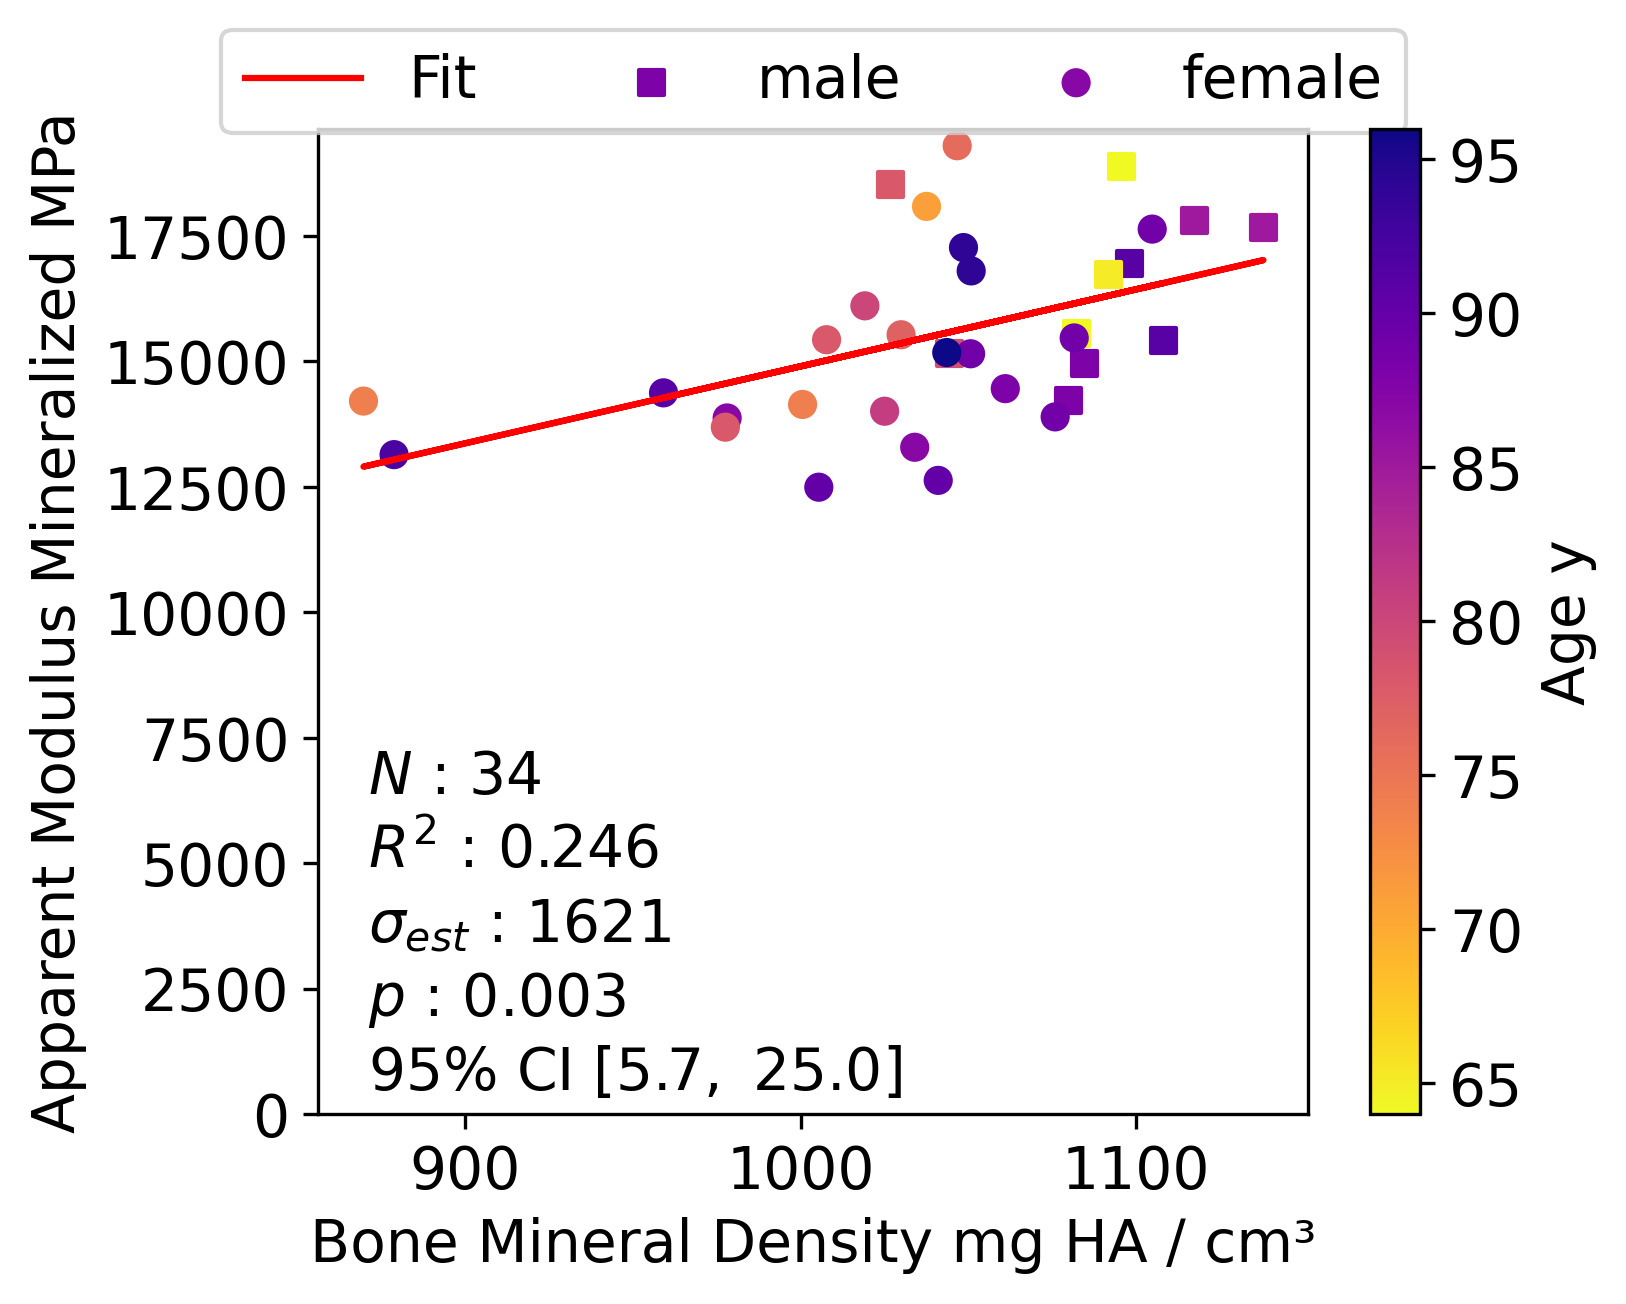 Fit male female
Apparent Modulus Mineralized MPa
17500
15000
12500
10000
7500
5000
2500
0
N : 34
R² : 0.246
σest : 1621
p : 0.003
95% CI [5.7, 25.0]
900 1000 1100
Bone Mineral Density mg HA / cm³
95
90
85
80
75
70
65
Age y